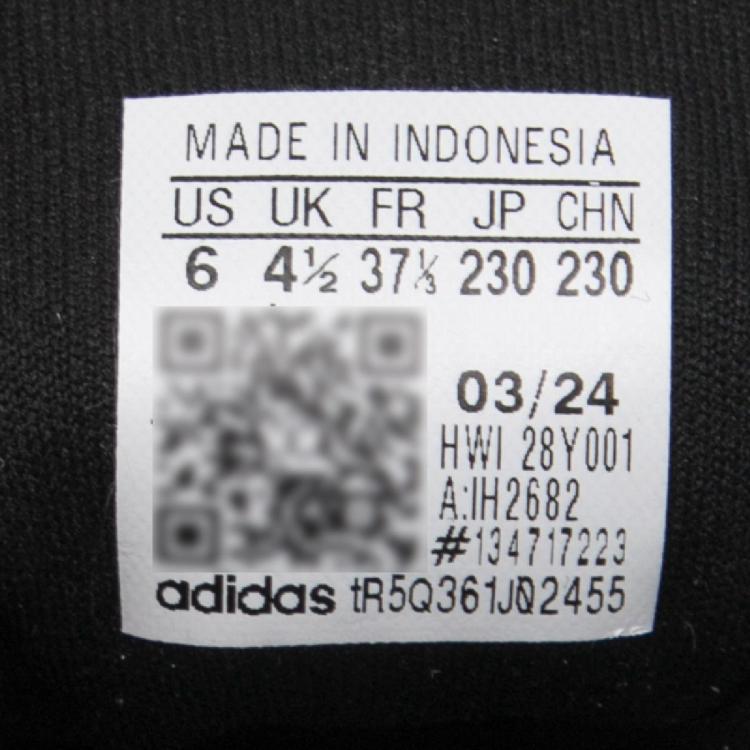 MADE IN INDONESIA
US UK FR JP CHN
6 4½ 37⅓ 230 230
03/24
HWI 28Y001
A:IH2682
#134717223
adidas tR5Q361J02455